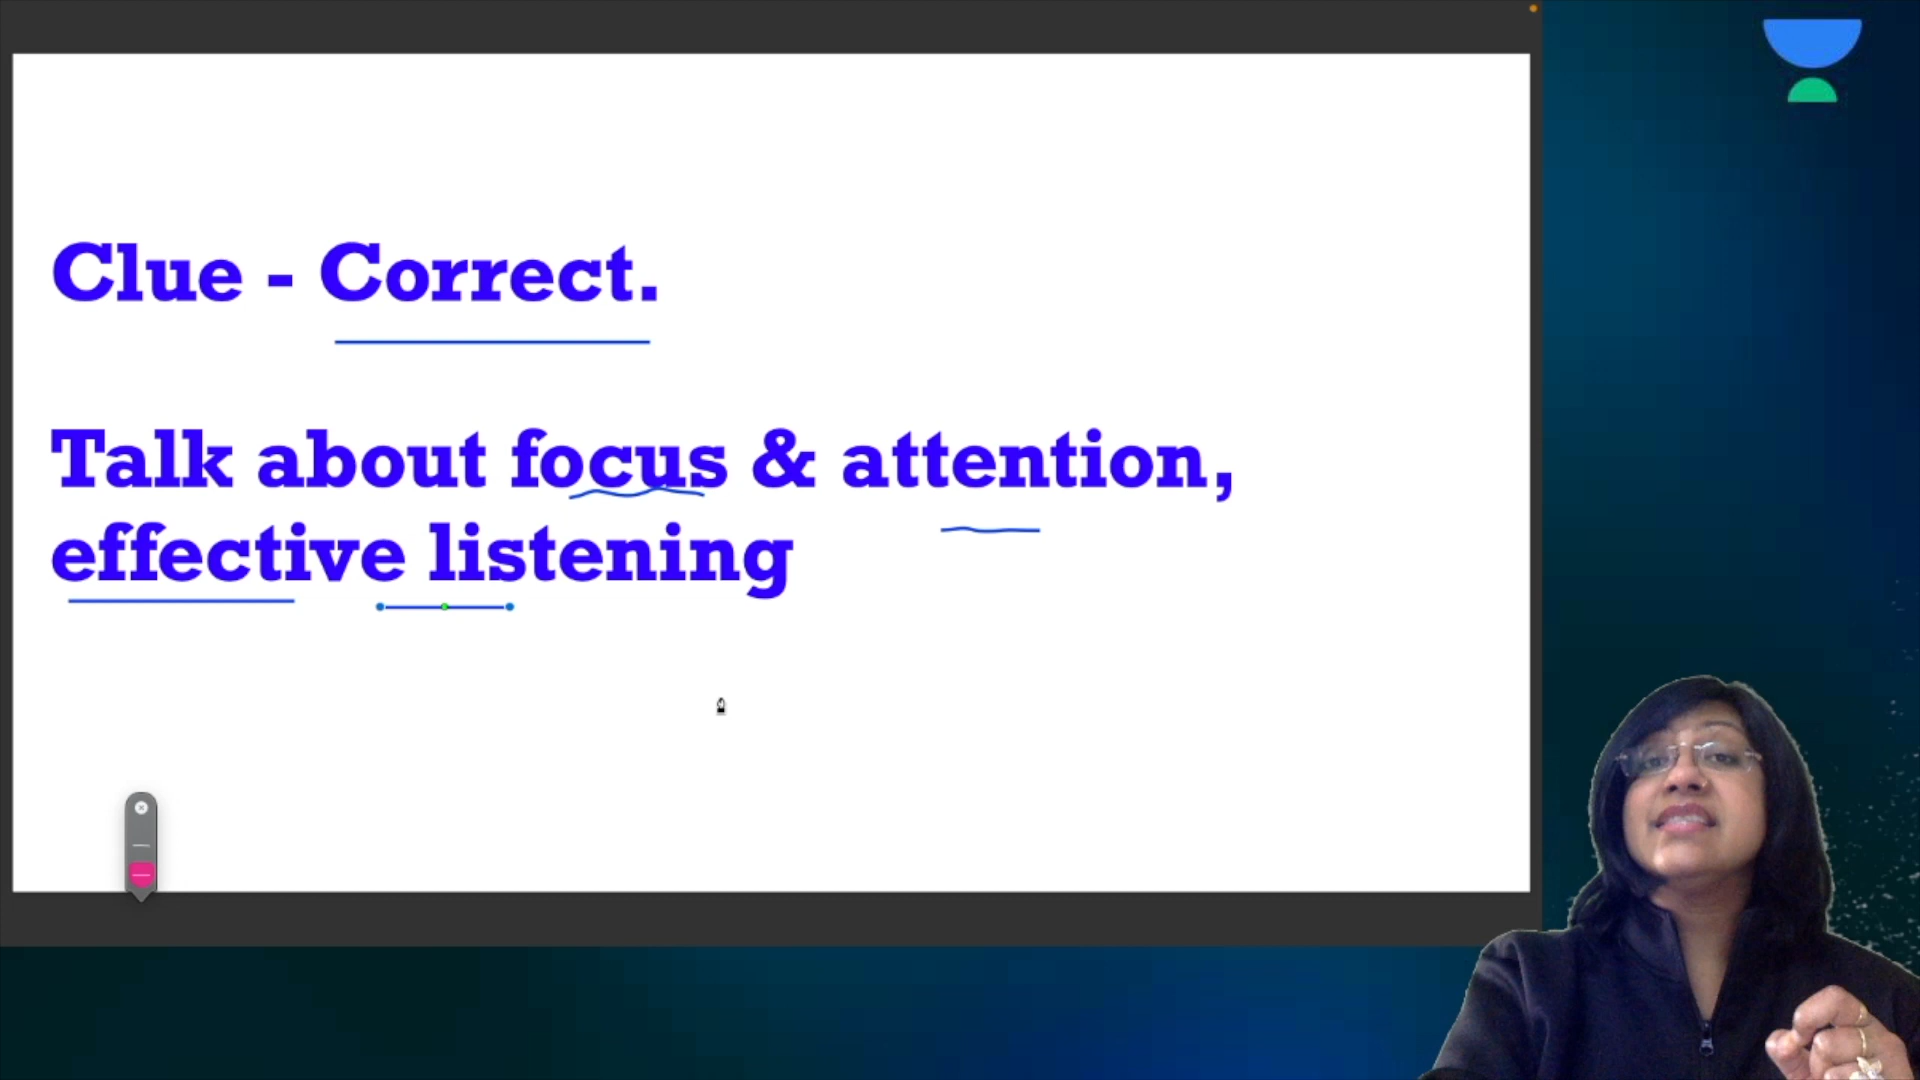 Clue - Correct.
Talk about focus & attention,
effective listening